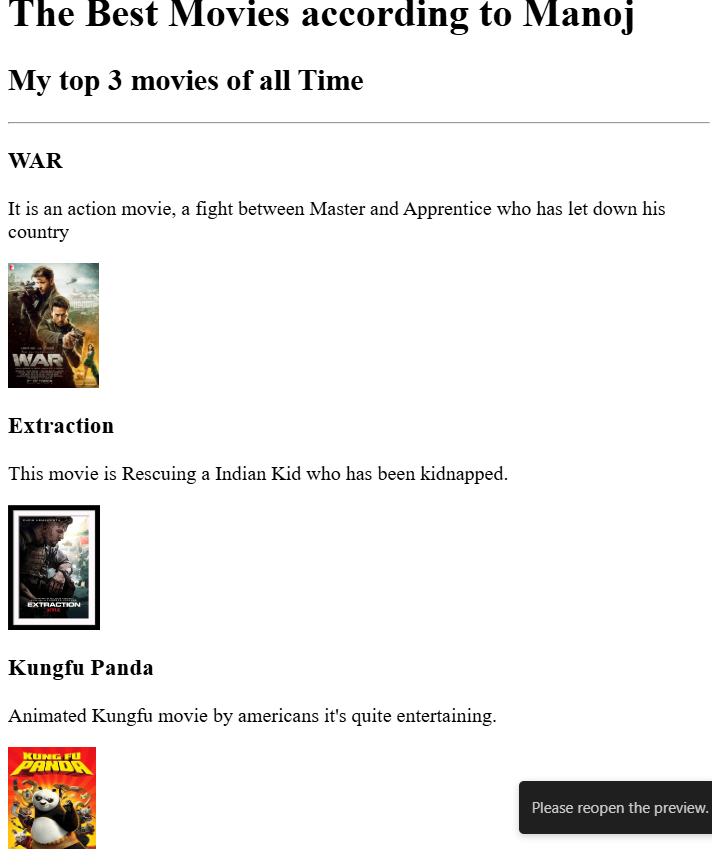 The Best Movies according to Manoj
My top 3 movies of all Time
WAR
It is an action movie, a fight between Master and Apprentice who has let down his
country
WAR
Extraction
This movie is Rescuing a Indian Kid who has been kidnapped.
EXTRACTION
Kungfu Panda
Animated Kungfu movie by americans it's quite entertaining.
KUNG FU
PANDA
Please reopen the preview.